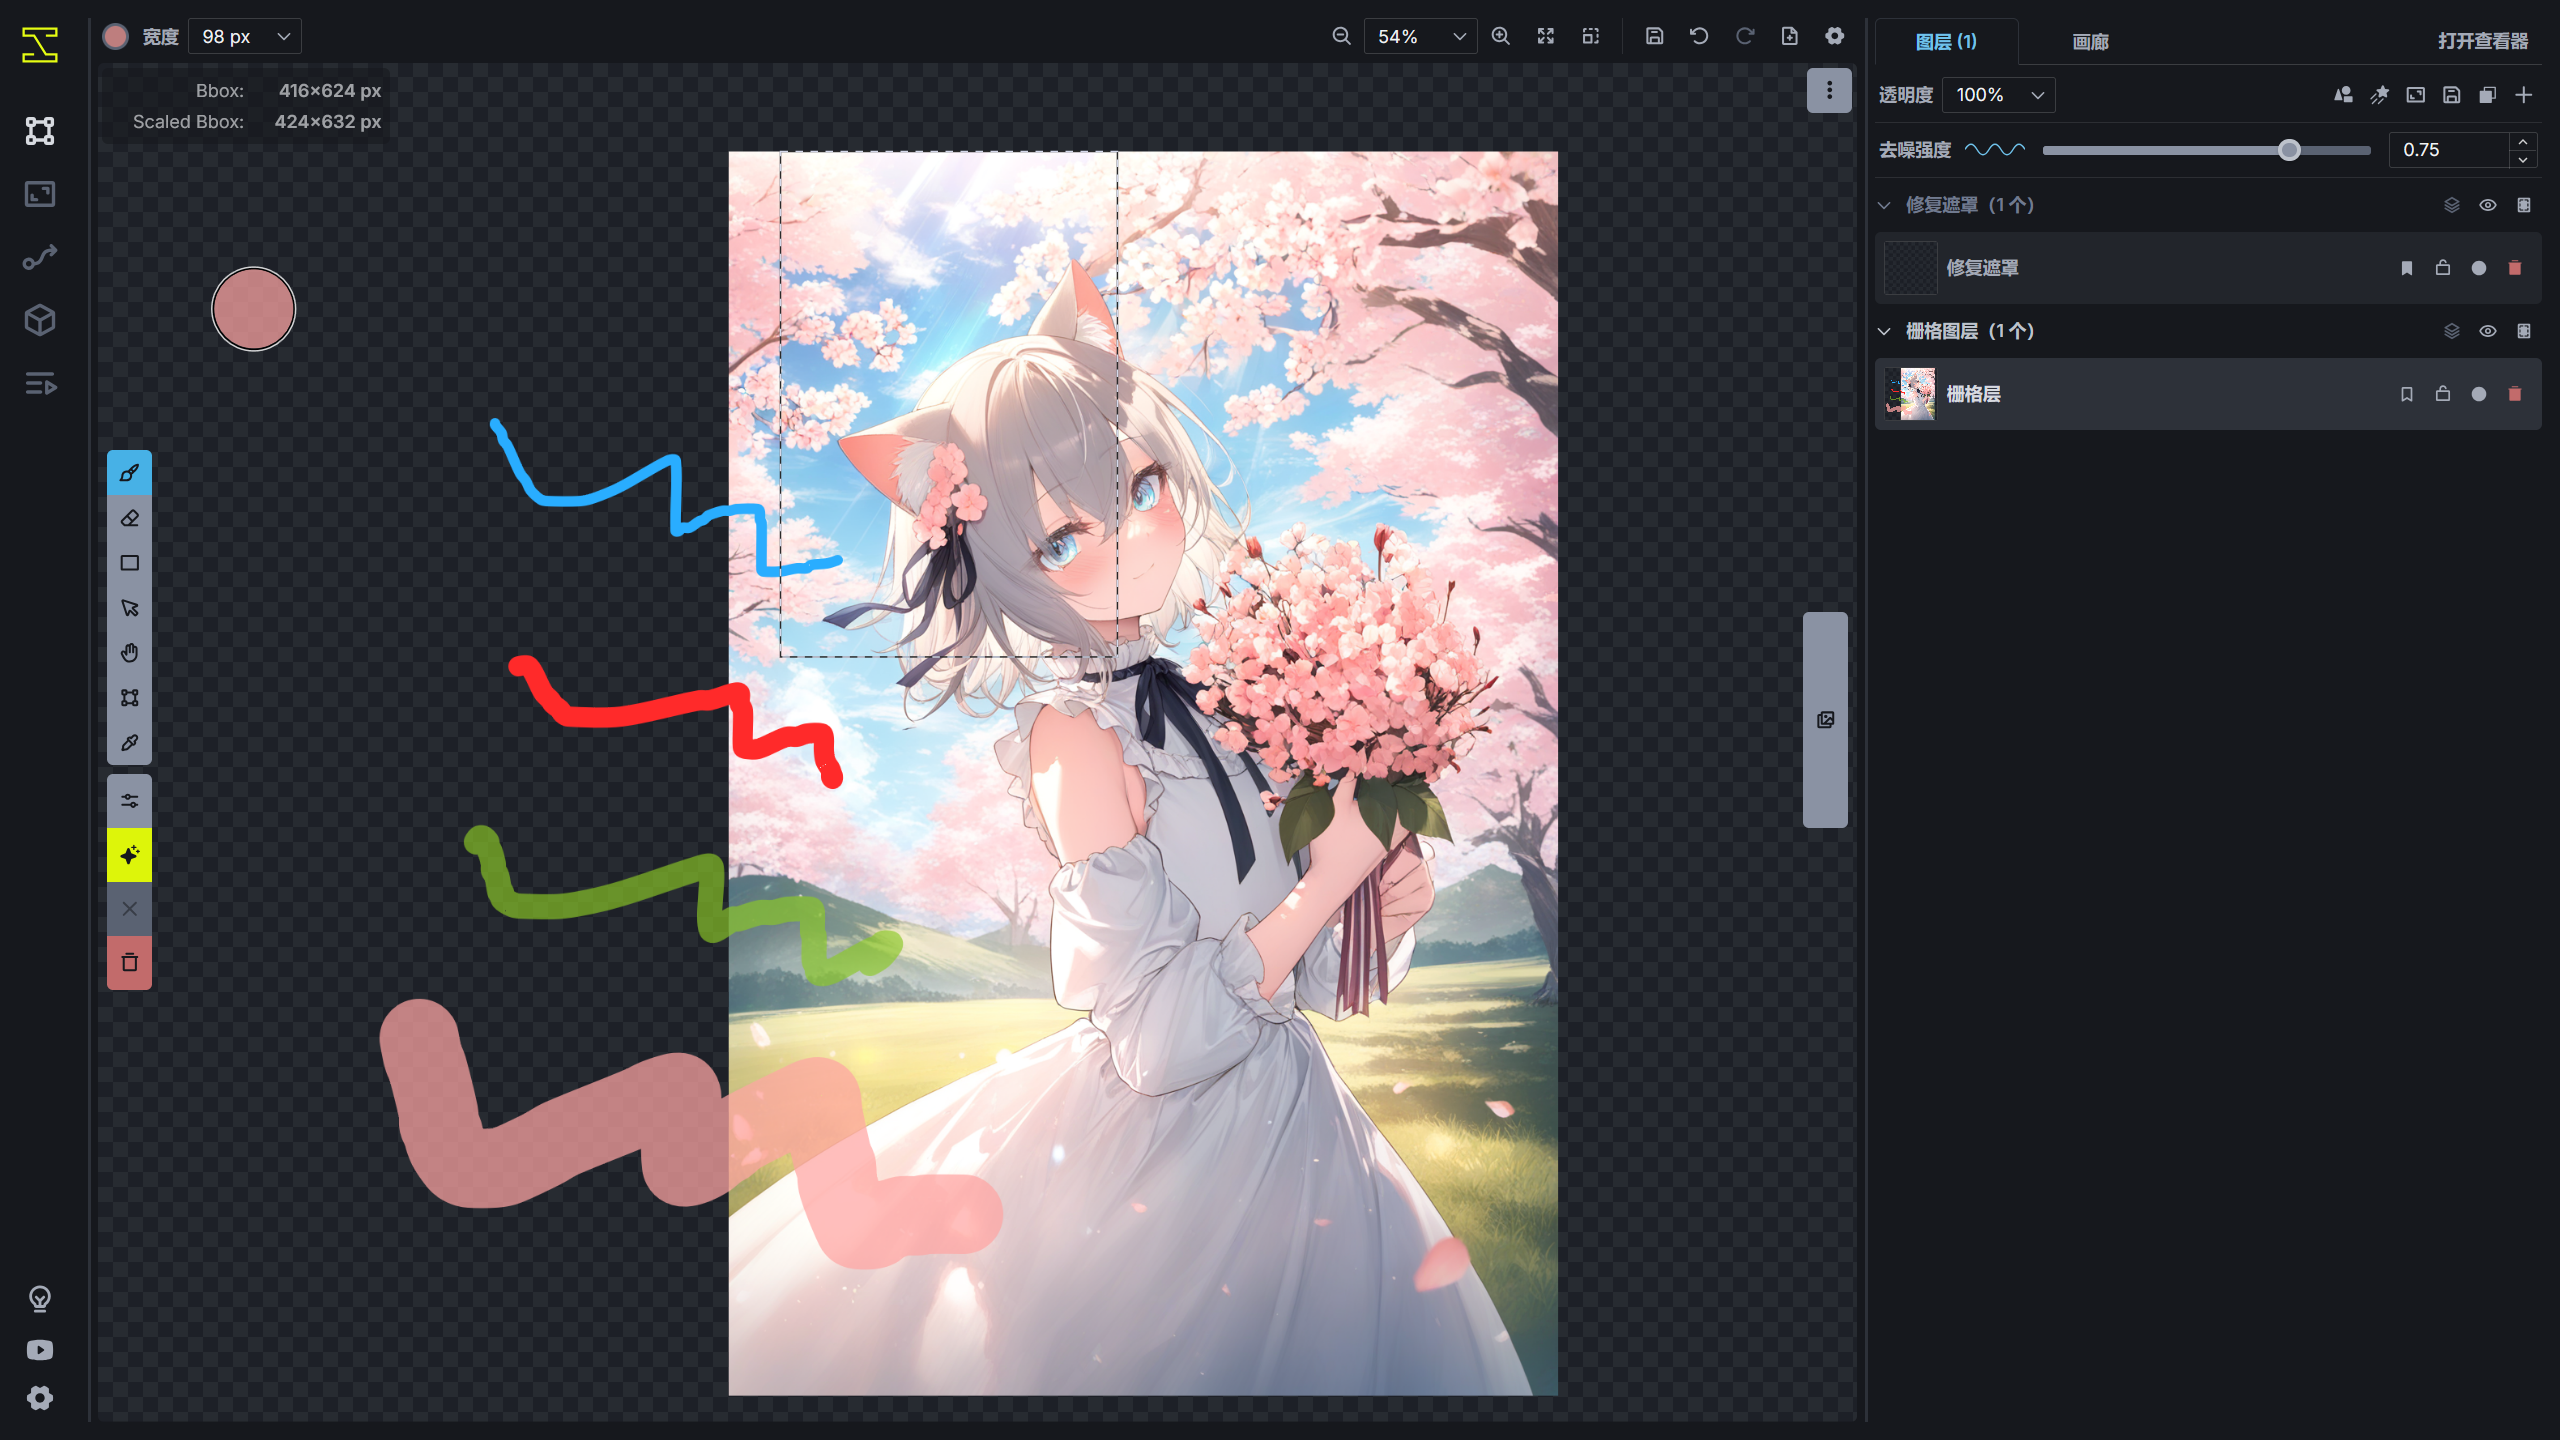 宽度 98 px 54%
Bbox: 416×624 px
Scaled Bbox: 424×632 px
图层 (1) 画廊 打开查看器
透明度 100%
去噪强度 0.75
修复遮罩 (1 个)
修复遮罩
栅格图层 (1 个)
栅格层